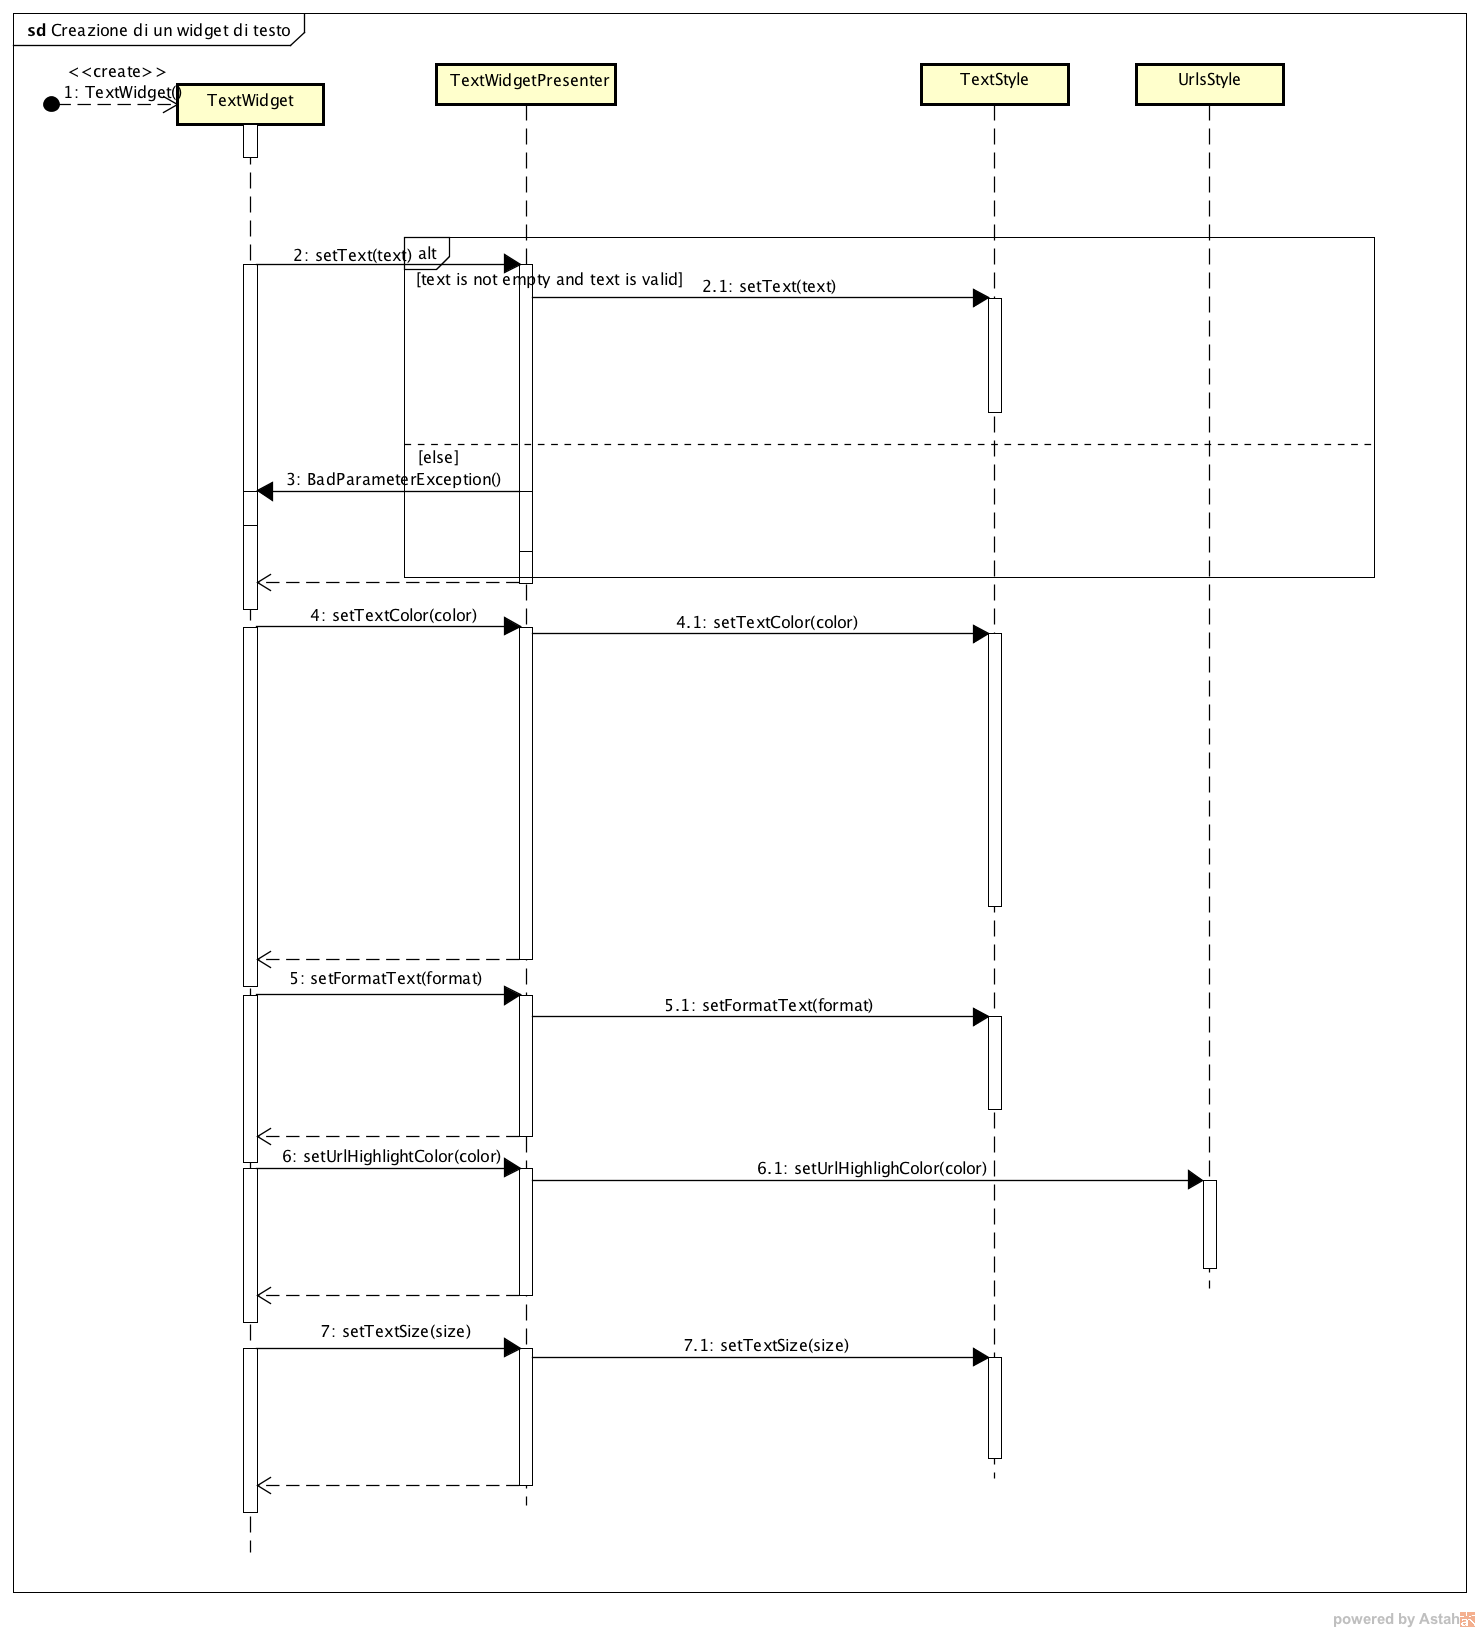 sd Creazione di un widget di testo
<<create>>
1: TextWidget()
TextWidget
TextWidgetPresenter
TextStyle
UrlsStyle
alt
2: setText(text)
[text is not empty and text is valid]
2.1: setText(text)
[else]
3: BadParameterException()
4: setTextColor(color)
4.1: setTextColor(color)
5: setFormatText(format)
5.1: setFormatText(format)
6: setUrlHighlightColor(color)
6.1: setUrlHighlighColor(color)
7: setTextSize(size)
7.1: setTextSize(size)
powered by Astah